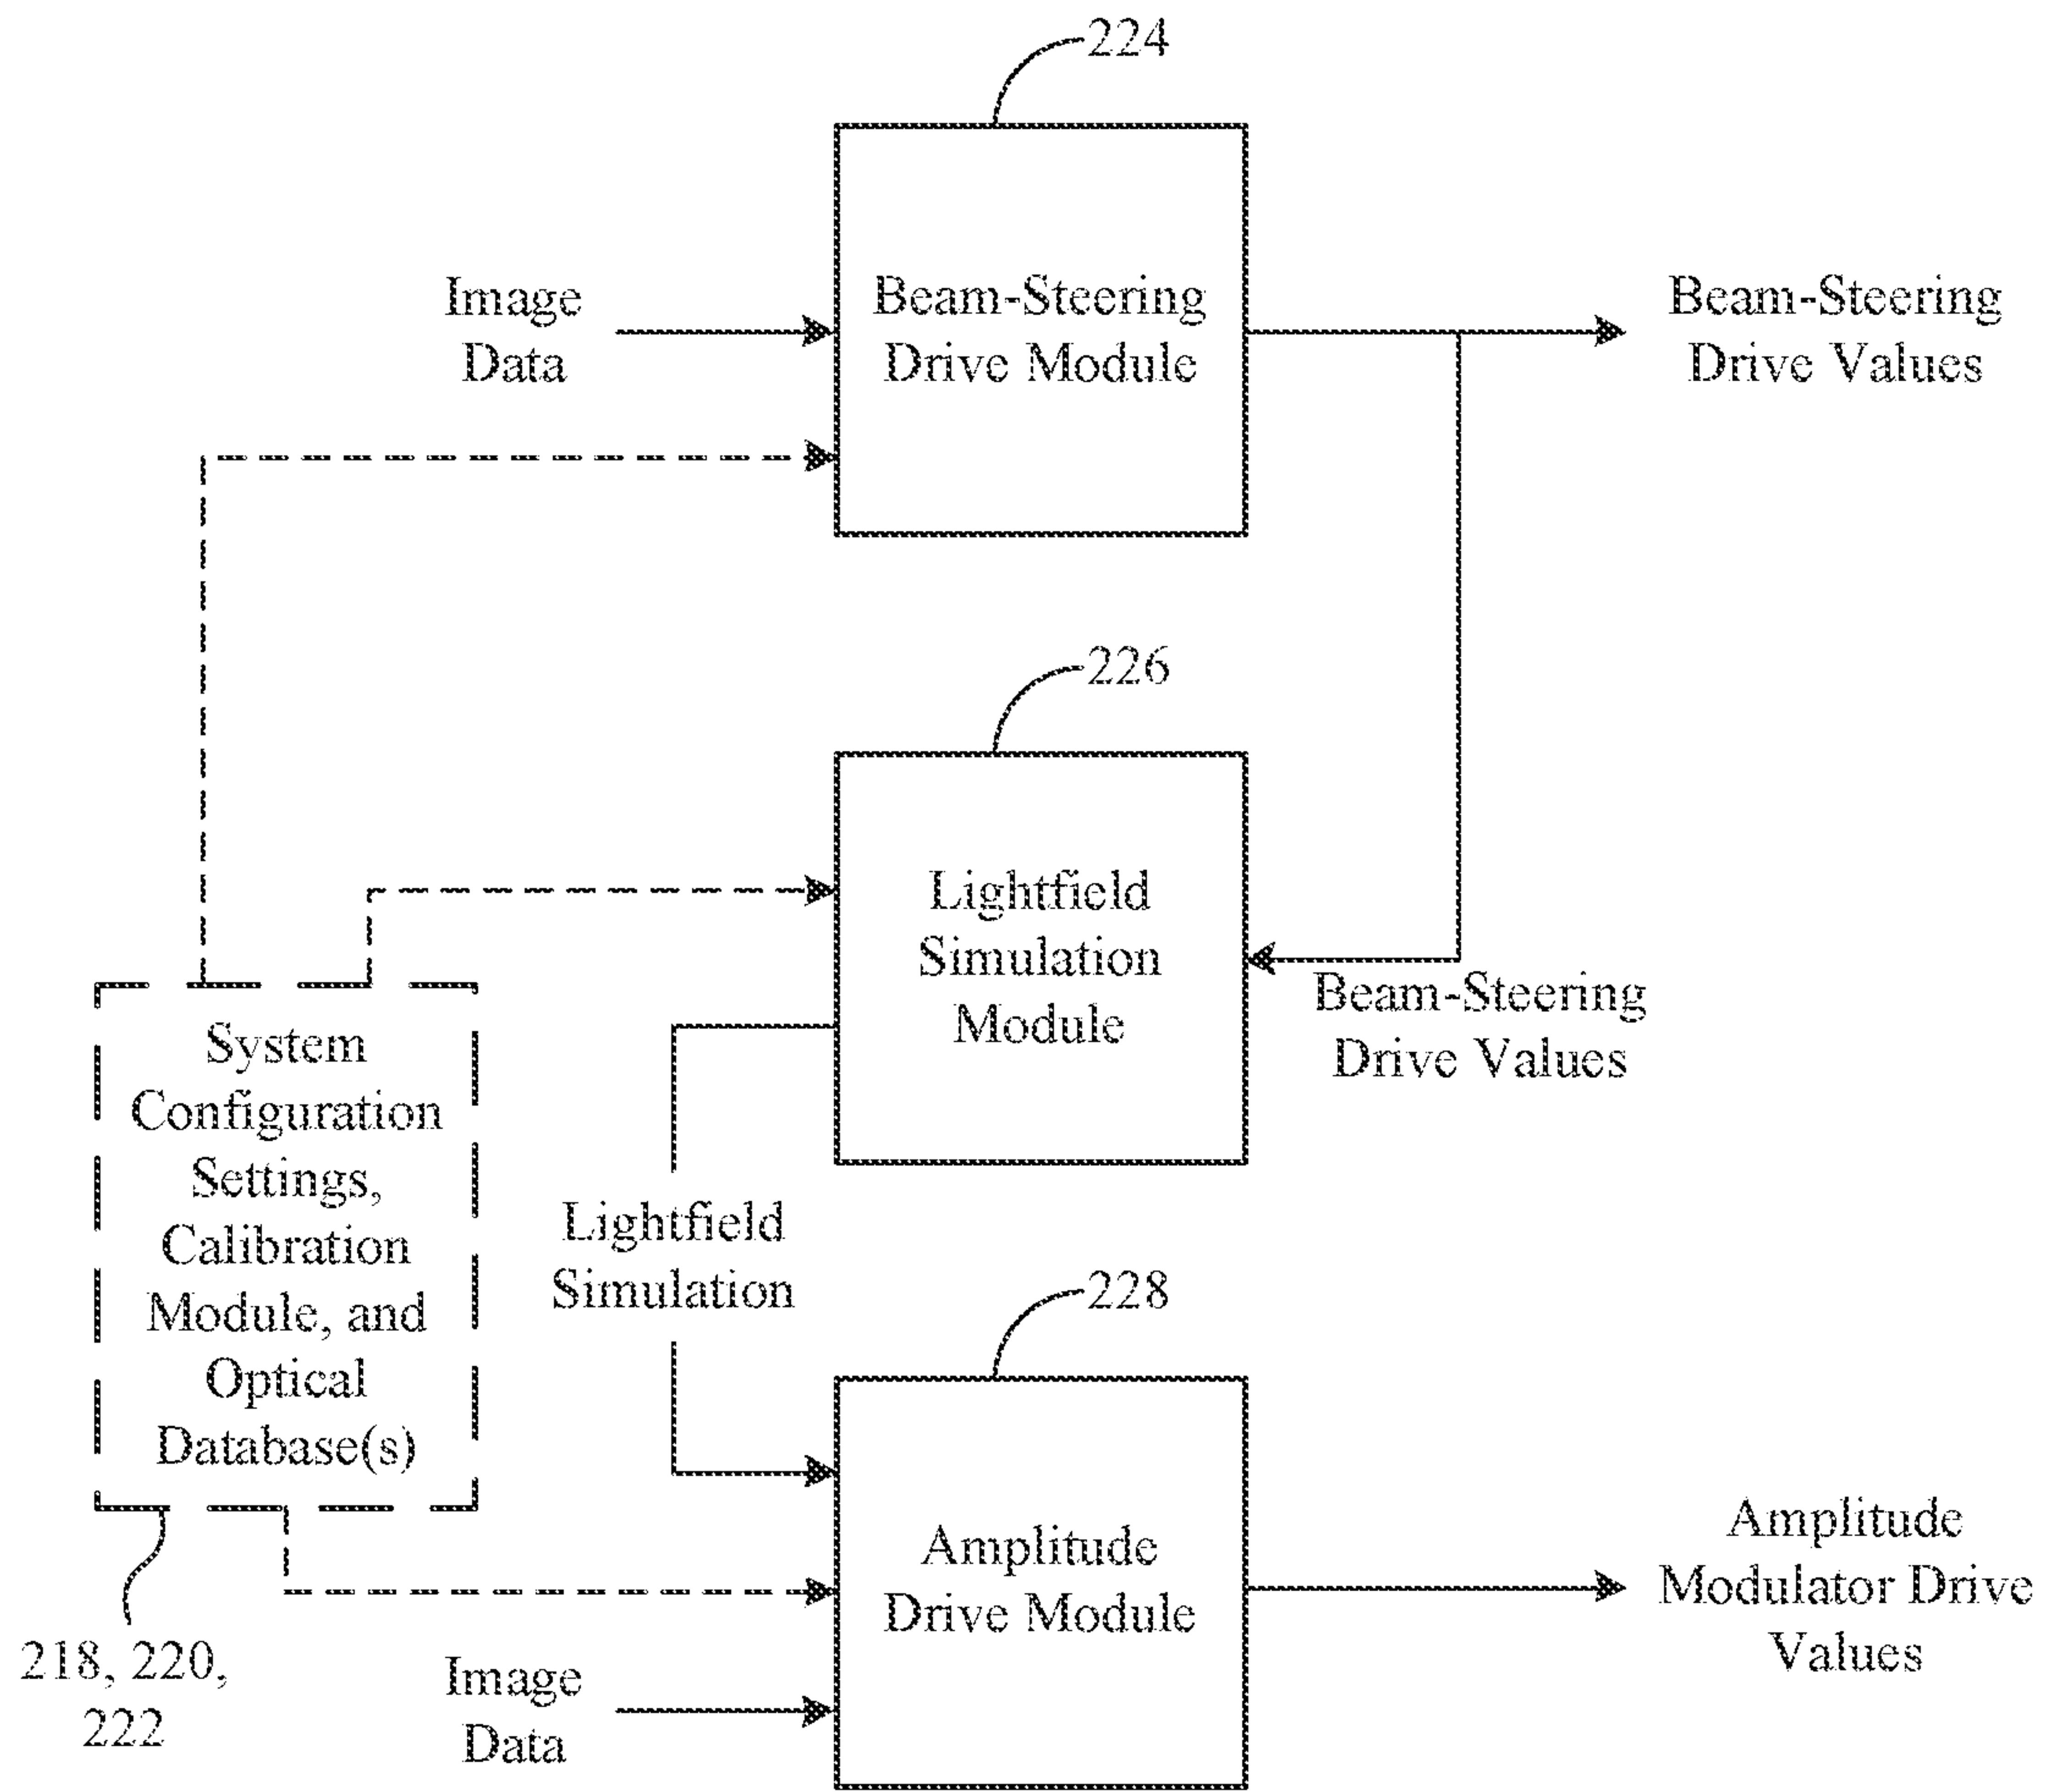 224
Image
Data
Beam-Steering
Drive Module
Beam-Steering
Drive Values
226
Lightfield
Simulation
Module
Beam-Steering
Drive Values
System
Configuration
Settings,
Calibration
Module, and
Optical
Database(s)
218, 220,
222
Lightfield
Simulation
228
Amplitude
Drive Module
Image
Data
Amplitude
Modulator Drive
Values